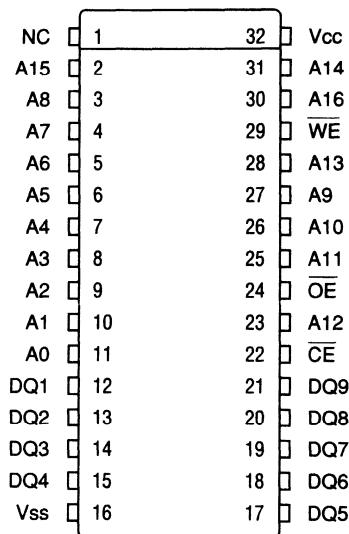 NC 1 32 Vcc
A15 2 31 A14
A8 3 30 A16
A7 4 29 W̅E̅
A6 5 28 A13
A5 6 27 A9
A4 7 26 A10
A3 8 25 A11
A2 9 24 O̅E̅
A1 10 23 A12
A0 11 22 C̅E̅
DQ1 12 21 DQ9
DQ2 13 20 DQ8
DQ3 14 19 DQ7
DQ4 15 18 DQ6
Vss 16 17 DQ5